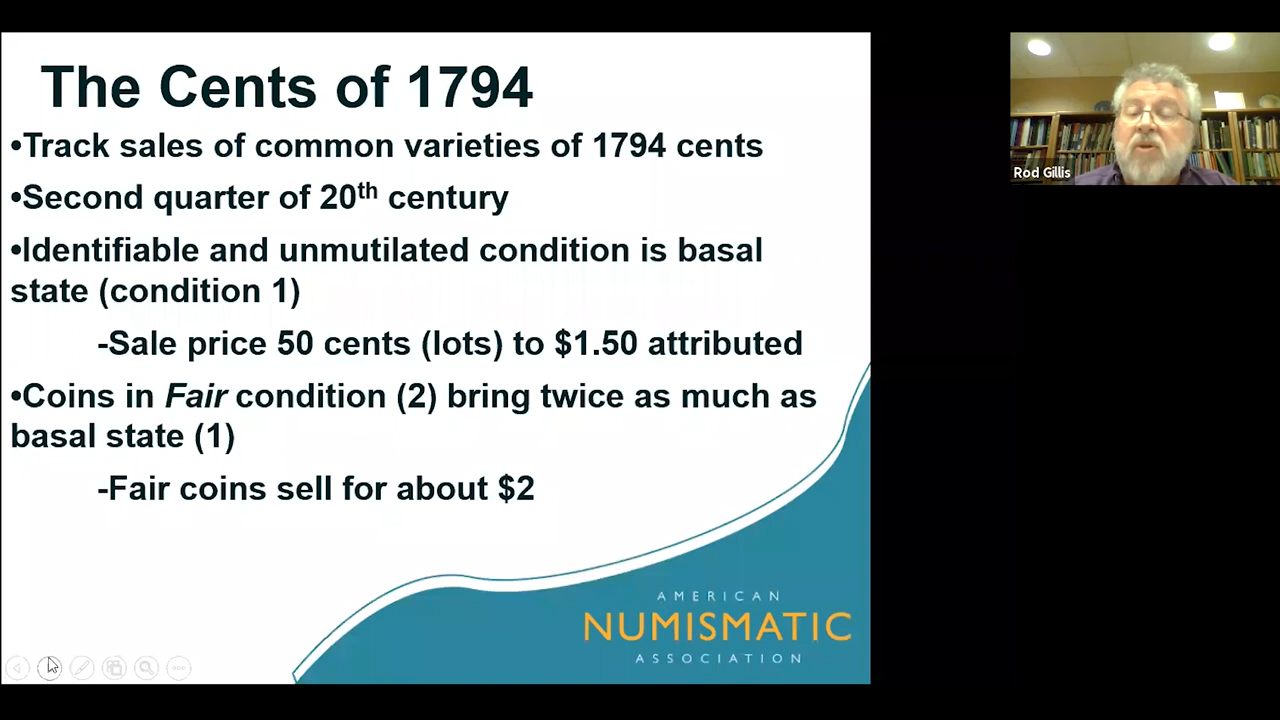 The Cents of 1794
•Track sales of common varieties of 1794 cents
•Second quarter of 20th century
•Identifiable and unmutilated condition is basal
state (condition 1)
-Sale price 50 cents (lots) to $1.50 attributed
•Coins in Fair condition (2) bring twice as much as
basal state (1)
-Fair coins sell for about $2
AMERICAN
NUMISMATIC
ASSOCIATION
Rod Gillis